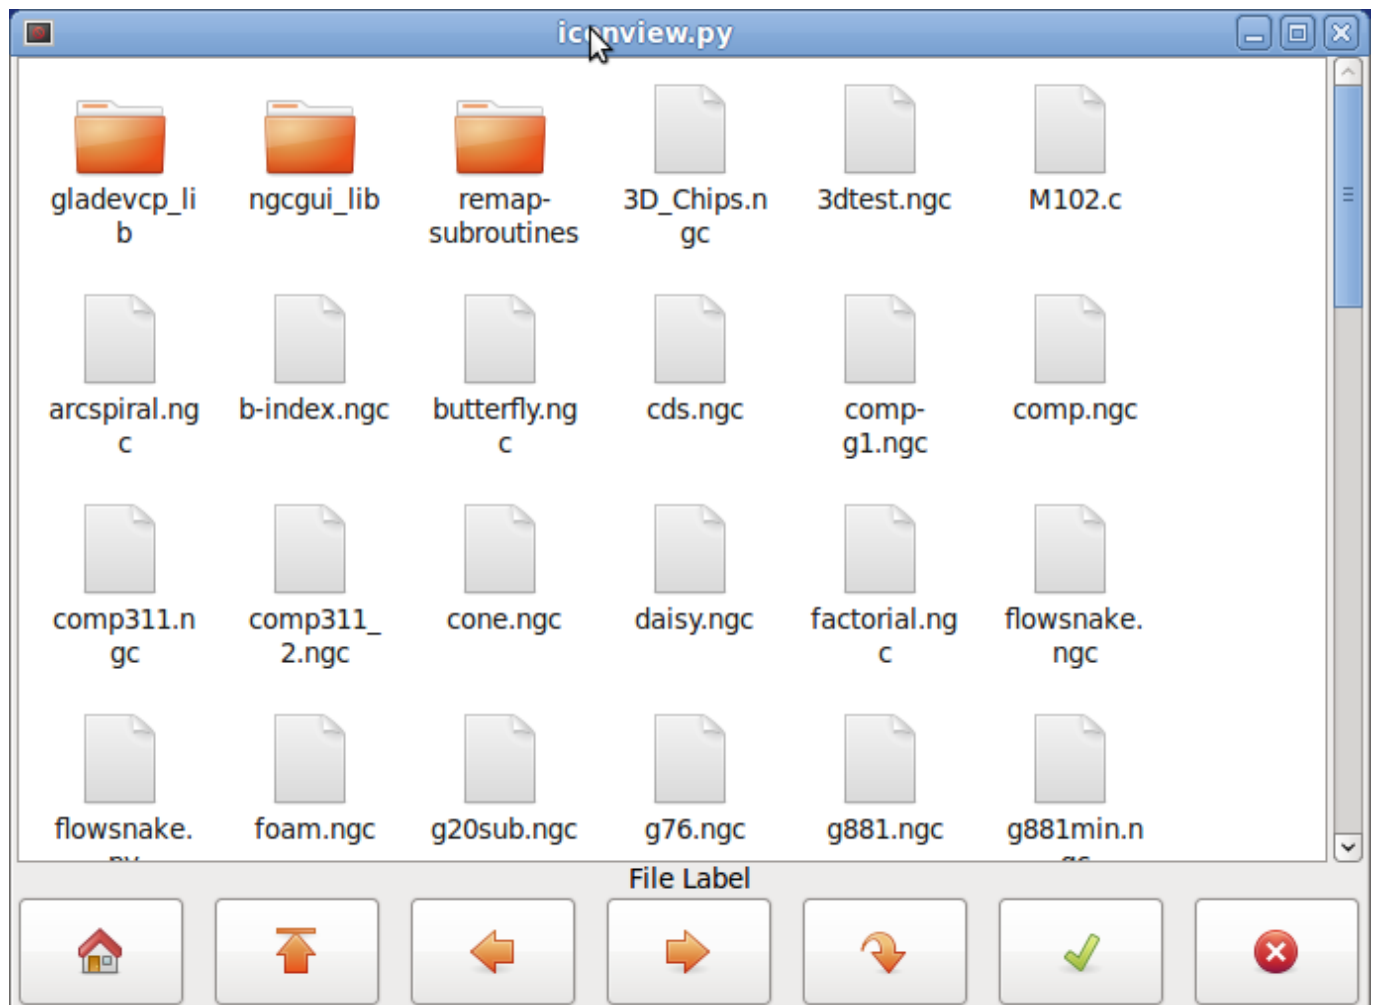 iconview.py
gladevcp_li
b
ngcgui_lib
remap-
subroutines
3D_Chips.n
gc
3dtest.ngc
M102.c
arcspiral.ng
c
b-index.ngc
butterfly.ng
c
cds.ngc
comp-
g1.ngc
comp.ngc
comp311.n
gc
comp311_
2.ngc
cone.ngc
daisy.ngc
factorial.ng
c
flowsnake.
ngc
flowsnake.
foam.ngc
g20sub.ngc
g76.ngc
g881.ngc
g881min.n
File Label